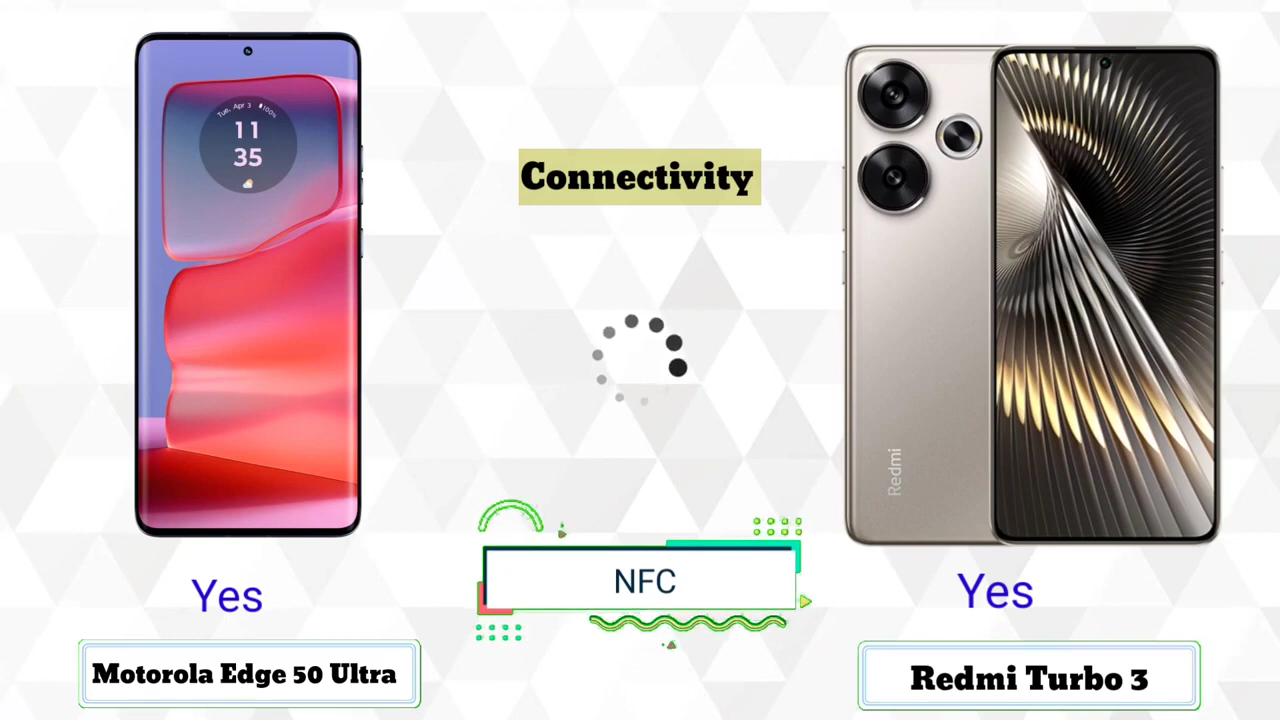 Tue, Apr 3 100%
11
35
Connectivity
Redmi
Yes
NFC
Yes
Motorola Edge 50 Ultra
Redmi Turbo 3